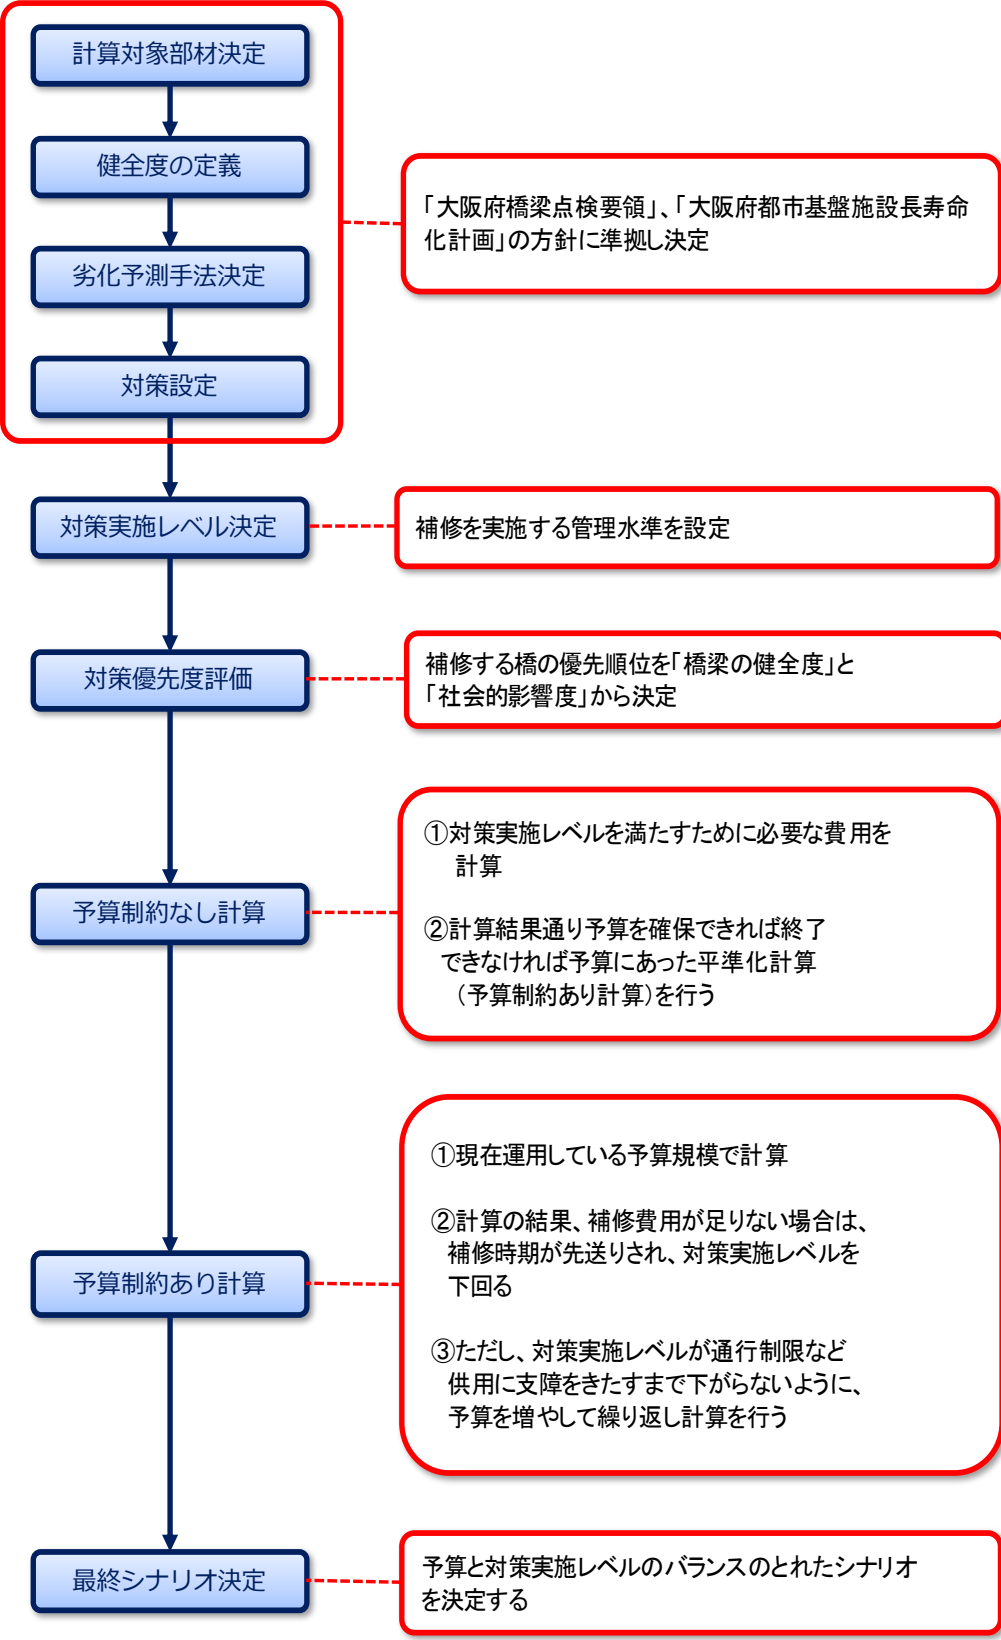 計算対象部材決定
健全度の定義
劣化予測手法決定
対策設定
「大阪府橋梁点検要領」、「大阪府都市基盤施設長寿命
化計画」の方針に準拠し決定
対策実施レベル決定
補修を実施する管理水準を設定
対策優先度評価
補修する橋の優先順位を「橋梁の健全度」と
「社会的影響度」から決定
予算制約なし計算
①対策実施レベルを満たすために必要な費用を
計算
②計算結果通り予算を確保できれば終了
できなければ予算にあった平準化計算
（予算制約あり計算）を行う
予算制約あり計算
①現在運用している予算規模で計算
②計算の結果、補修費用が足りない場合は、
補修時期が先送りされ、対策実施レベルを
下回る
③ただし、対策実施レベルが通行制限など
供用に支障をきたすまで下がらないように、
予算を増やして繰り返し計算を行う
最終シナリオ決定
予算と対策実施レベルのバランスのとれたシナリオ
を決定する